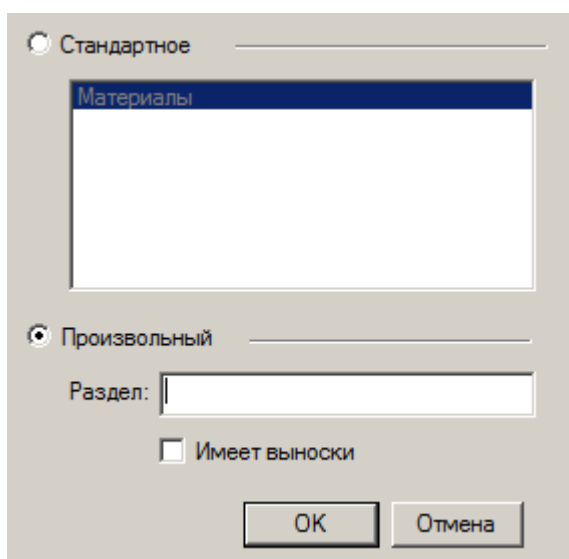 Стандартное
Материалы
Произвольный
Раздел:
Имеет выноски
OK Отмена